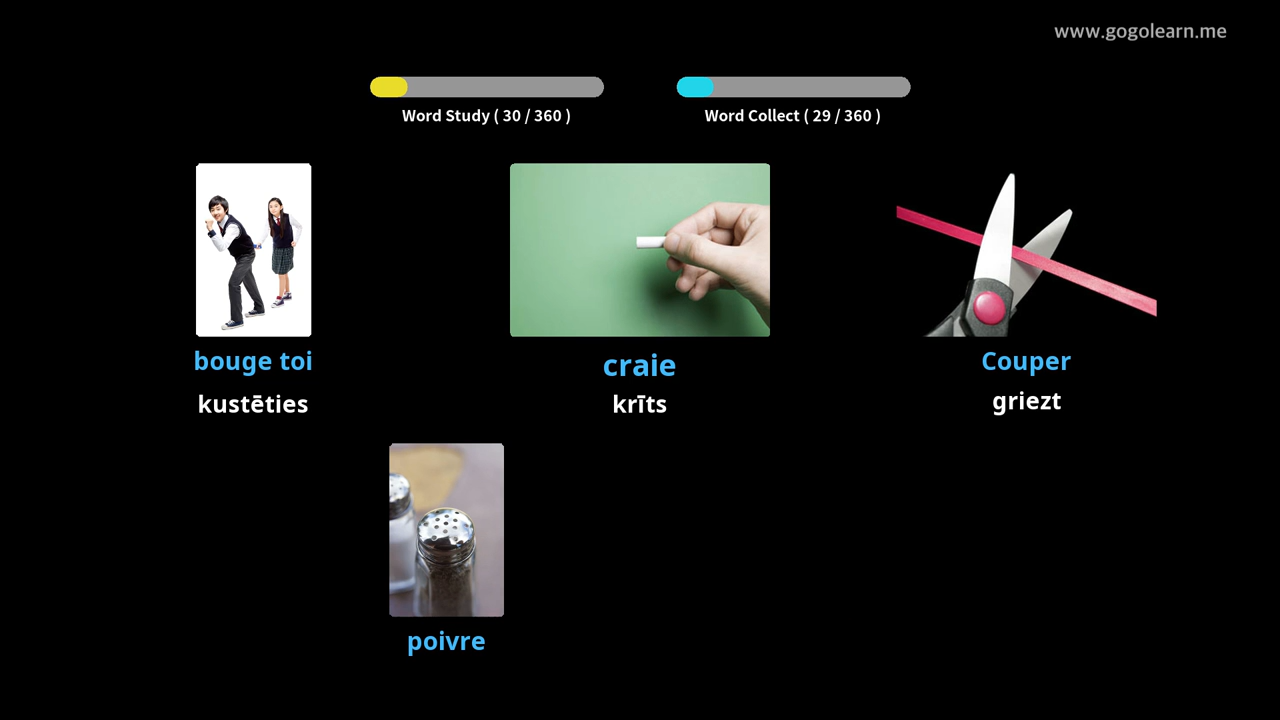 www.gogolearn.me
Word Study ( 30 / 360 )
Word Collect ( 29 / 360 )
bouge toi
craie
Couper
kustēties
krīts
griezt
poivre